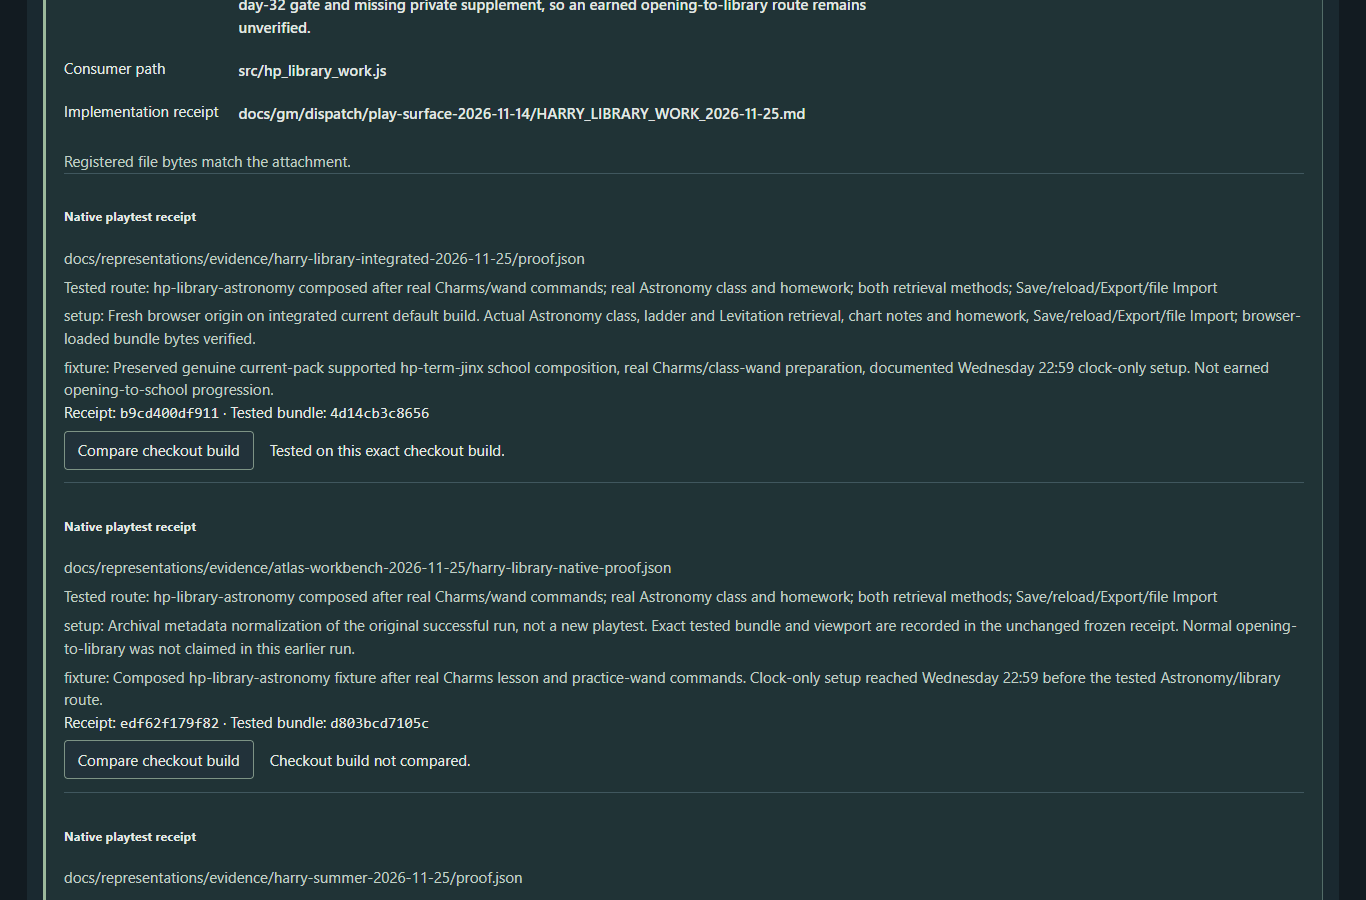 day-32 gate and missing private supplement, so an earned opening-to-library route remains
unverified.
Consumer path
src/hp_library_work.js
Implementation receipt
docs/gm/dispatch/play-surface-2026-11-14/HARRY_LIBRARY_WORK_2026-11-25.md
Registered file bytes match the attachment.
Native playtest receipt
docs/representations/evidence/harry-library-integrated-2026-11-25/proof.json
Tested route: hp-library-astronomy composed after real Charms/wand commands; real Astronomy class and homework; both retrieval methods; Save/reload/Export/file Import
setup: Fresh browser origin on integrated current default build. Actual Astronomy class, ladder and Levitation retrieval, chart notes and homework, Save/reload/Export/file Import; browser-
loaded bundle bytes verified.
fixture: Preserved genuine current-pack supported hp-term-jinx school composition, real Charms/class-wand preparation, documented Wednesday 22:59 clock-only setup. Not earned
opening-to-school progression.
Receipt: b9cd400df911 · Tested bundle: 4d14cb3c8656
Compare checkout build
Tested on this exact checkout build.
Native playtest receipt
docs/representations/evidence/atlas-workbench-2026-11-25/harry-library-native-proof.json
Tested route: hp-library-astronomy composed after real Charms/wand commands; real Astronomy class and homework; both retrieval methods; Save/reload/Export/file Import
setup: Archival metadata normalization of the original successful run, not a new playtest. Exact tested bundle and viewport are recorded in the unchanged frozen receipt. Normal opening-
to-library was not claimed in this earlier run.
fixture: Composed hp-library-astronomy fixture after real Charms lesson and practice-wand commands. Clock-only setup reached Wednesday 22:59 before the tested Astronomy/library
route.
Receipt: edf62f179f82 · Tested bundle: d803bcd7105c
Compare checkout build
Checkout build not compared.
Native playtest receipt
docs/representations/evidence/harry-summer-2026-11-25/proof.json